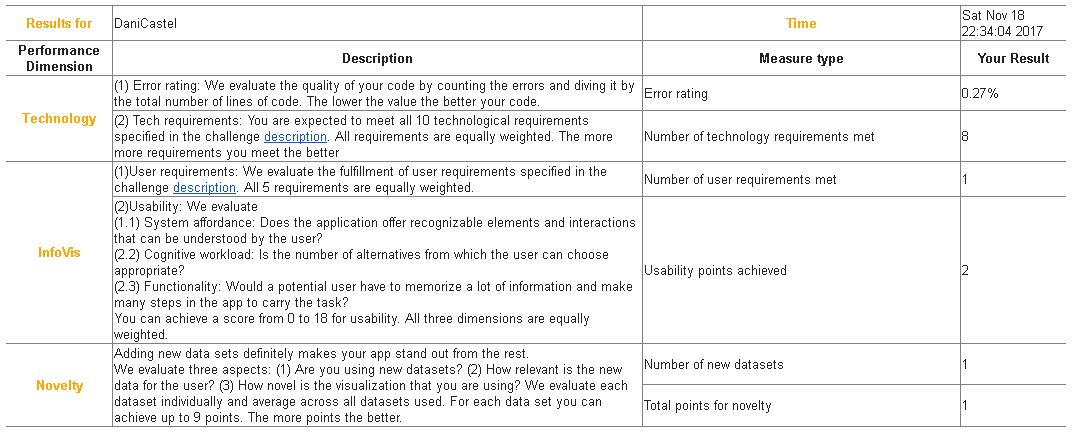 Results for DaniCastel Time Sat Nov 18
22:34:04 2017
Performance
Dimension Description Measure type Your Result
Technology
(1) Error rating: We evaluate the quality of your code by counting the errors and diving it by
the total number of lines of code. The lower the value the better your code.
Error rating 0.27%
(2) Tech requirements: You are expected to meet all 10 technological requirements
specified in the challenge description. All requirements are equally weighted. The more
more requirements you meet the better
Number of technology requirements met 8
InfoVis
(1)User requirements: We evaluate the fulfillment of user requirements specified in the
challenge description. All 5 requirements are equally weighted.
Number of user requirements met 1
(2)Usability: We evaluate
(1.1) System affordance: Does the application offer recognizable elements and interactions
that can be understood by the user?
(2.2) Cognitive workload: Is the number of alternatives from which the user can choose
appropriate?
(2.3) Functionality: Would a potential user have to memorize a lot of information and make
many steps in the app to carry the task?
You can achieve a score from 0 to 18 for usability. All three dimensions are equally
weighted.
Usability points achieved 2
Novelty
Adding new data sets definitely makes your app stand out from the rest.
We evaluate three aspects: (1) Are you using new datasets? (2) How relevant is the new
data for the user? (3) How novel is the visualization that you are using? We evaluate each
dataset individually and average across all datasets used. For each data set you can
achieve up to 9 points. The more points the better.
Number of new datasets 1
Total points for novelty 1